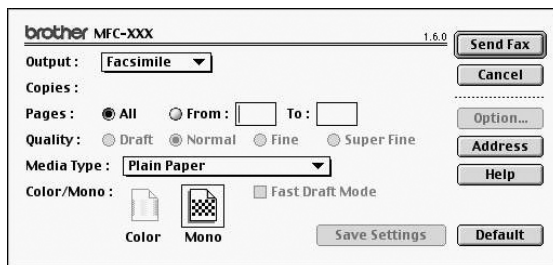 brother MFC-XXX 1.6.0 Send Fax
Output : Facsimile Cancel
Copies :
Pages : All From : To : Option...
Quality : Draft Normal Fine Super Fine
Address
Media Type : Plain Paper
Help
Color/Mono : Fast Draft Mode
Color Mono Save Settings Default